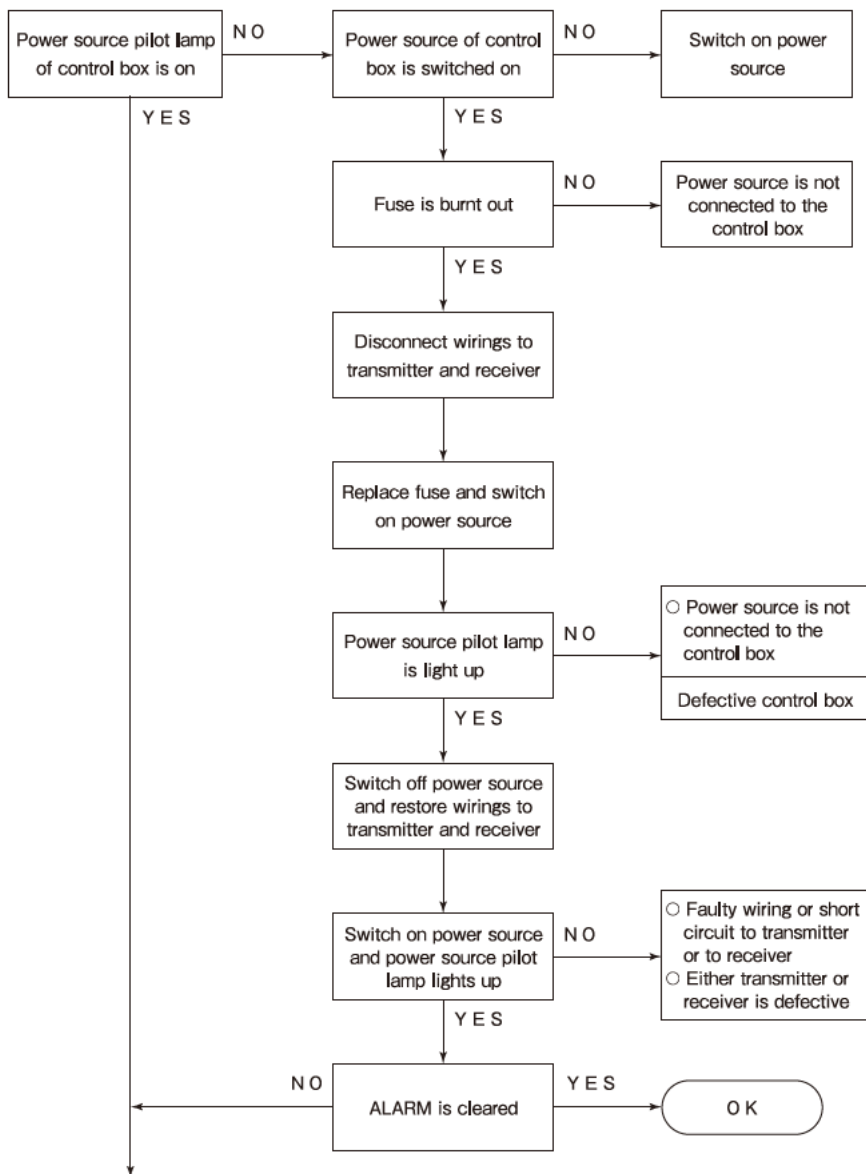 Power source pilot lamp
of control box is on
NO
Power source of control
box is switched on
NO
Switch on power
source
YES
YES
Fuse is burnt out
NO
Power source is not
connected to the
control box
YES
Disconnect wirings to
transmitter and receiver
Replace fuse and switch
on power source
Power source pilot lamp
is light up
NO
○ Power source is not
connected to the
control box
Defective control box
YES
Switch off power source
and restore wirings to
transmitter and receiver
Switch on power source
and power source pilot
lamp lights up
NO
○ Faulty wiring or short
circuit to transmitter
or to receiver
○ Either transmitter or
receiver is defective
YES
NO
ALARM is cleared
YES
OK